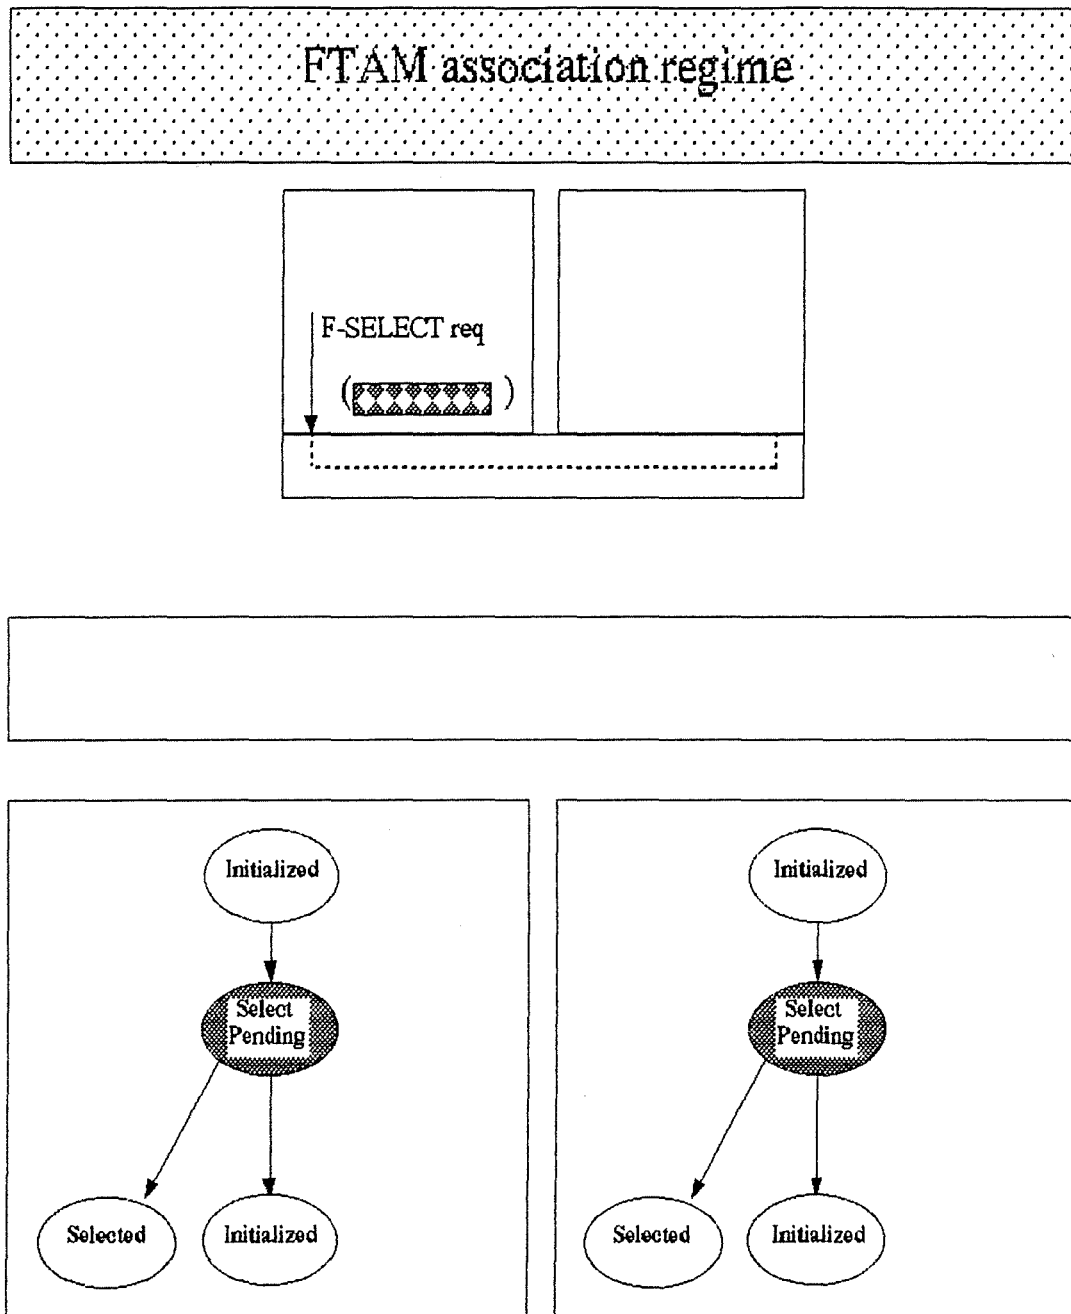 FTAM association regime
F-SELECT req
( )
Initialized
Select
Pending
Selected
Initialized
Initialized
Select
Pending
Selected
Initialized